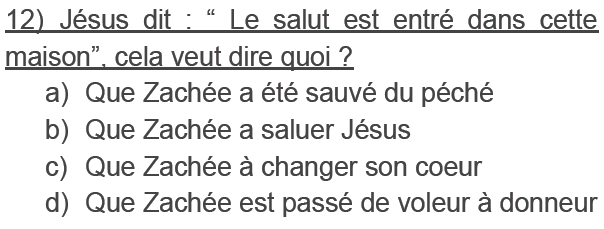 12) Jésus dit : “ Le salut est entré dans cette
maison”, cela veut dire quoi ?
a) Que Zachée a été sauvé du péché
b) Que Zachée a saluer Jésus
c) Que Zachée à changer son coeur
d) Que Zachée est passé de voleur à donneur